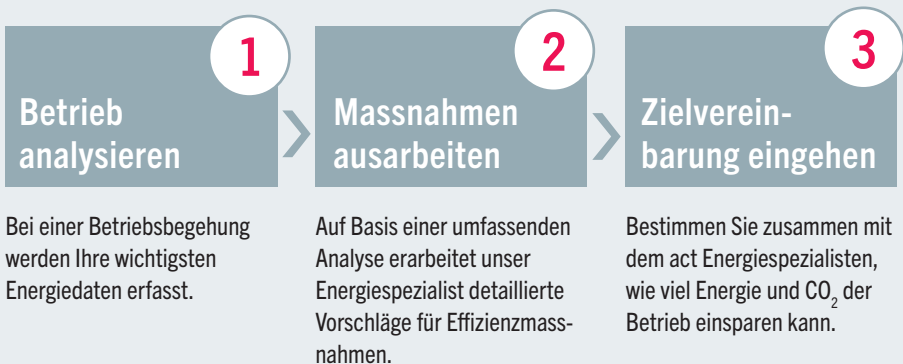 1
Betrieb
analysieren
Bei einer Betriebsbegehung
werden Ihre wichtigsten
Energiedaten erfasst.
2
Massnahmen
ausarbeiten
Auf Basis einer umfassenden
Analyse erarbeitet unser
Energiespezialist detaillierte
Vorschläge für Effizienzmass-
nahmen.
3
Zielverein-
barung eingehen
Bestimmen Sie zusammen mit
dem act Energiespezialisten,
wie viel Energie und CO₂ der
Betrieb einsparen kann.